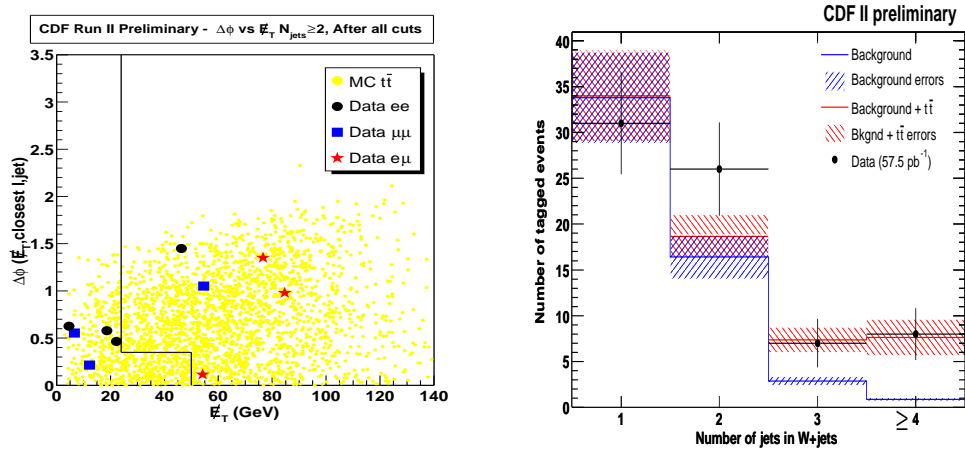 CDF Run II Preliminary - Δφ vs E̸_T N_jets≥2, After all cuts
Δφ (E̸_T,closest l,jet)
3.5
3
2.5
2
1.5
1
0.5
0
MC tt̄
Data ee
Data μμ
Data eμ
0 20 40 60 80 100 120 140
E̸_T (GeV)
CDF II preliminary
Number of tagged events
40
35
30
25
20
15
10
5
0
Background
Background errors
Background + tt̄
Bkgnd + tt̄ errors
Data (57.5 pb⁻¹)
1 2 3 ≥ 4
Number of jets in W+jets